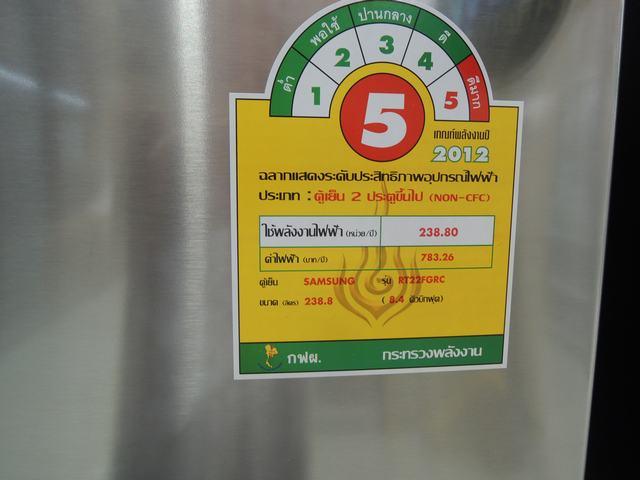 ต่ำ พอใช้ ปานกลาง ดี ดีมาก
1 2 3 4 5
5
เกณฑ์พลังงานปี
2012
ฉลากแสดงระดับประสิทธิภาพอุปกรณ์ไฟฟ้า
ประเภท : ตู้เย็น 2 ประตูขึ้นไป (NON-CFC)
ใช้พลังงานไฟฟ้า (หน่วย/ปี) 238.80
ค่าไฟฟ้า (บาท/ปี) 783.26
ตู้เย็น SAMSUNG รุ่น RT22FGRC
ขนาด (ลิตร) 238.8 ( 8.4 คิวบิกฟุต)
กฟผ. กระทรวงพลังงาน